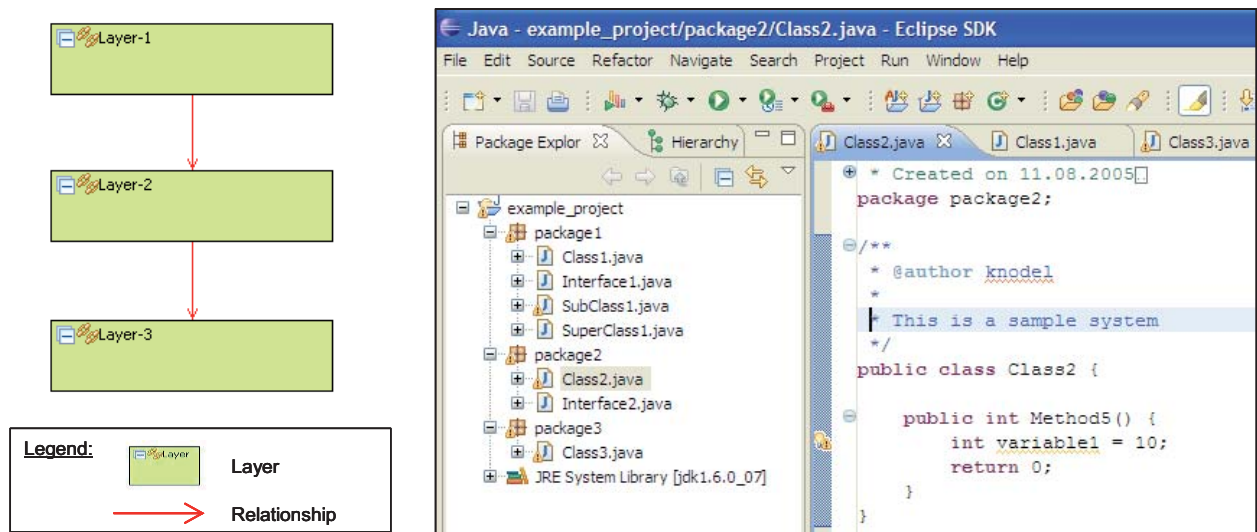 Layer-1
Layer-2
Layer-3
Legend:
Layer
Layer
Relationship
Java - example_project/package2/Class2.java - Eclipse SDK
File Edit Source Refactor Navigate Search Project Run Window Help
Package Explor Hierarchy
example_project
package1
Class1.java
Interface1.java
SubClass1.java
SuperClass1.java
package2
Class2.java
Interface2.java
package3
Class3.java
JRE System Library [jdk1.6.0_07]
Class2.java Class1.java Class3.java
* Created on 11.08.2005
package package2;
/**
* @author knodel
*
* This is a sample system
*/
public class Class2 {
public int Method5() {
int variable1 = 10;
return 0;
}
}